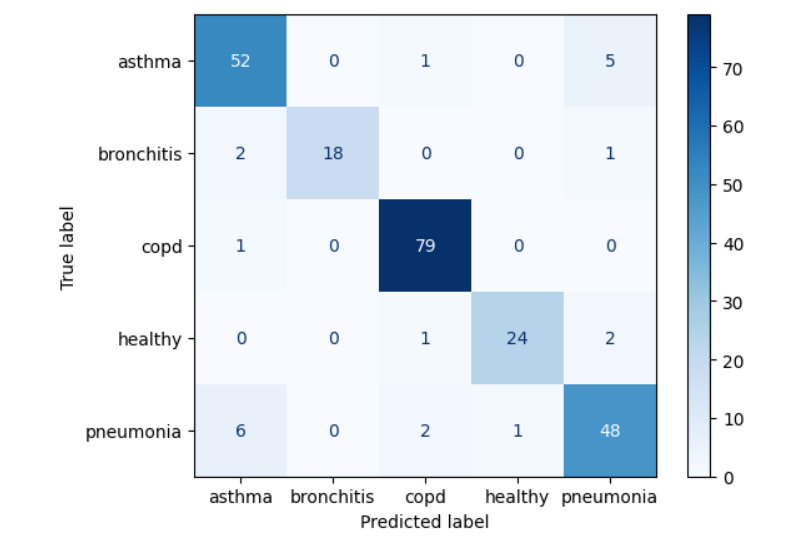 asthma 52 0 1 0 5
bronchitis 2 18 0 0 1
copd 1 0 79 0 0
healthy 0 0 1 24 2
pneumonia 6 0 2 1 48
asthma bronchitis copd healthy pneumonia
Predicted label
True label
70
60
50
40
30
20
10
0